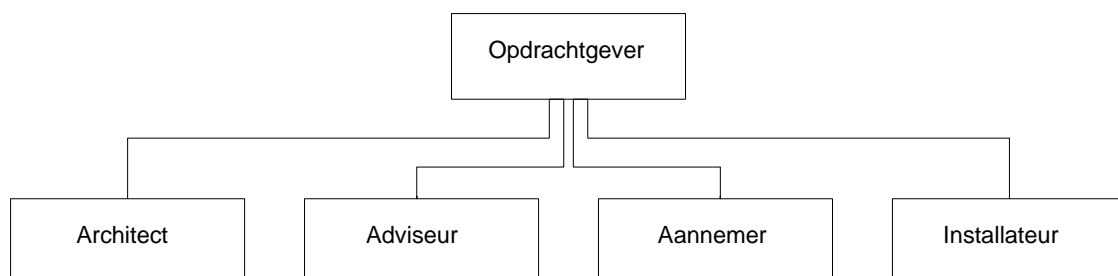 Opdrachtgever
Architect
Adviseur
Aannemer
Installateur